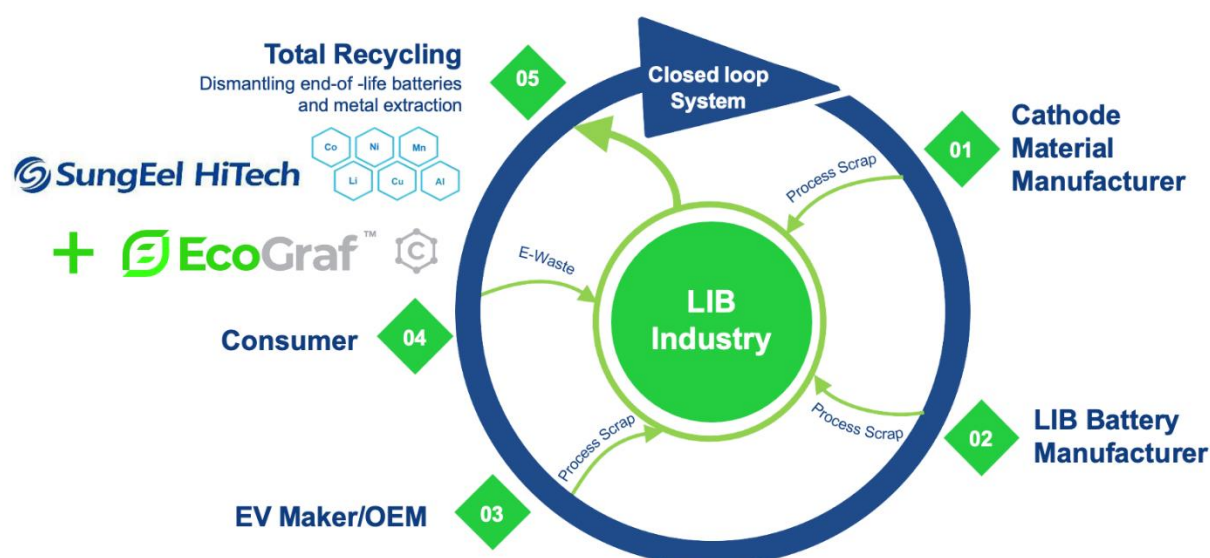 Total Recycling
Dismantling end-of -life batteries
and metal extraction
05
Closed loop
System
Co
Ni
Mn
Li
Cu
Al
SungEel HiTech
+ EcoGraf™
C
01
Cathode
Material
Manufacturer
Process Scrap
E-Waste
LIB
Industry
Consumer
04
Process Scrap
02
LIB Battery
Manufacturer
Process Scrap
EV Maker/OEM
03